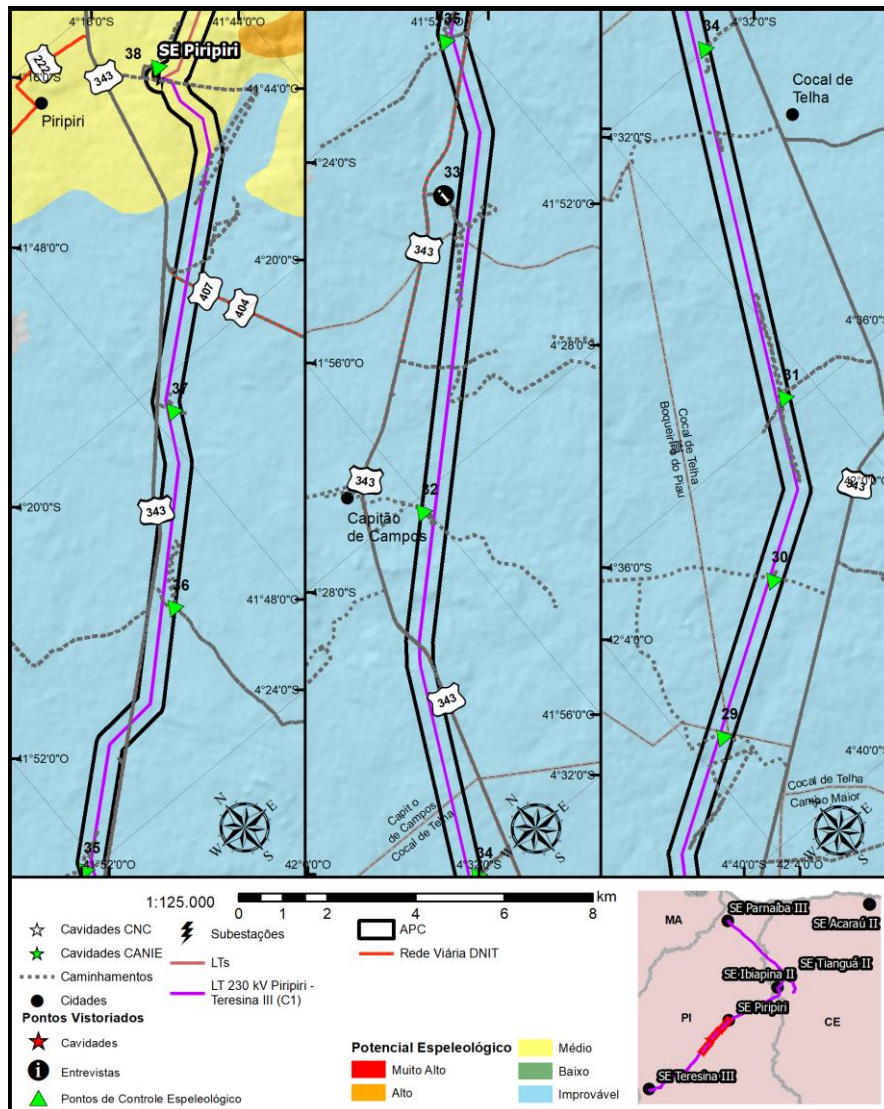 4°16'0"S
41°44'0"O
38
SE Piripiri
222
343
4°16'0"S
Piripiri
41°44'0"O
4°24'0"S
41°48'0"O
4°20'0"S
407
404
37
343
4°20'0"S
36
41°48'0"O
4°24'0"S
41°52'0"O
35
41°52'0"O
N
E
S
W
35
33
343
41°52'0"O
41°56'0"O
4°28'0"S
343
32
Capitão
de Campos
4°28'0"S
343
41°56'0"O
4°32'0"S
Capit o
de Campos
Cocal de Telha
34
4°32'0"S
N
E
S
W
34
4°32'0"S
Cocal de
Telha
4°32'0"S
4°36'0"S
31
Cocal de Telha
Boqueirão do Piau
343
42°0'0"O
4°36'0"S
30
42°4'0"O
29
4°40'0"S
Cocal de Telha
Campo Maior
4°40'0"S
42°4'0"O
N
E
S
W
1:125.000
0 2 4 6 8
km
Cavidades CNC
Cavidades CANIE
Caminhamentos
Cidades
Pontos Vistoriados
Cavidades
Entrevistas
Pontos de Controle Espeleológico
Subestações
LTs
LT 230 kV Piripiri -
Teresina III (C1)
APC
Rede Viária DNIT
Potencial Espeleológico
Muito Alto
Alto
Médio
Baixo
Improvável
MA
SE Parnaíba III
SE Acaraú II
SE Tianguá II
SE Ibiapina II
SE Piripiri
PI
CE
SE Teresina III